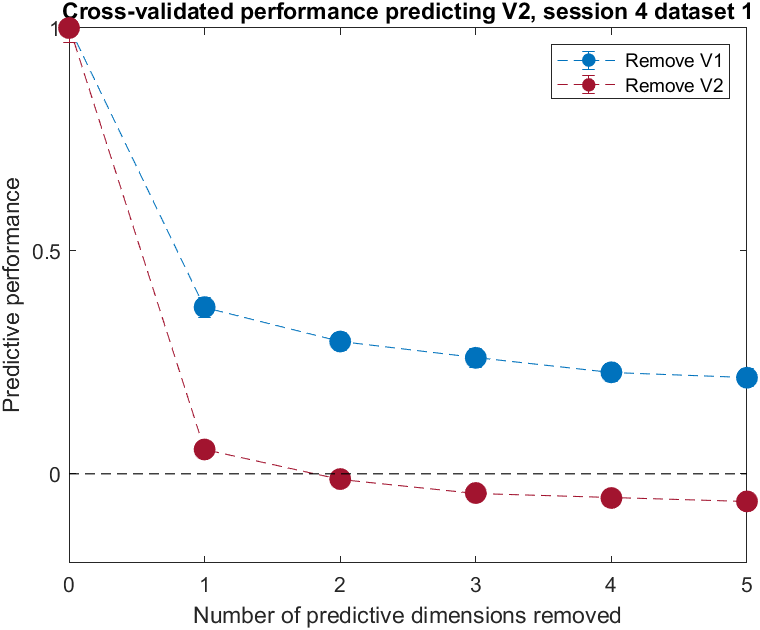 Cross-validated performance predicting V2, session 4 dataset 1
Remove V1
Remove V2
Predictive performance
1
0.5
0
0 1 2 3 4 5
Number of predictive dimensions removed